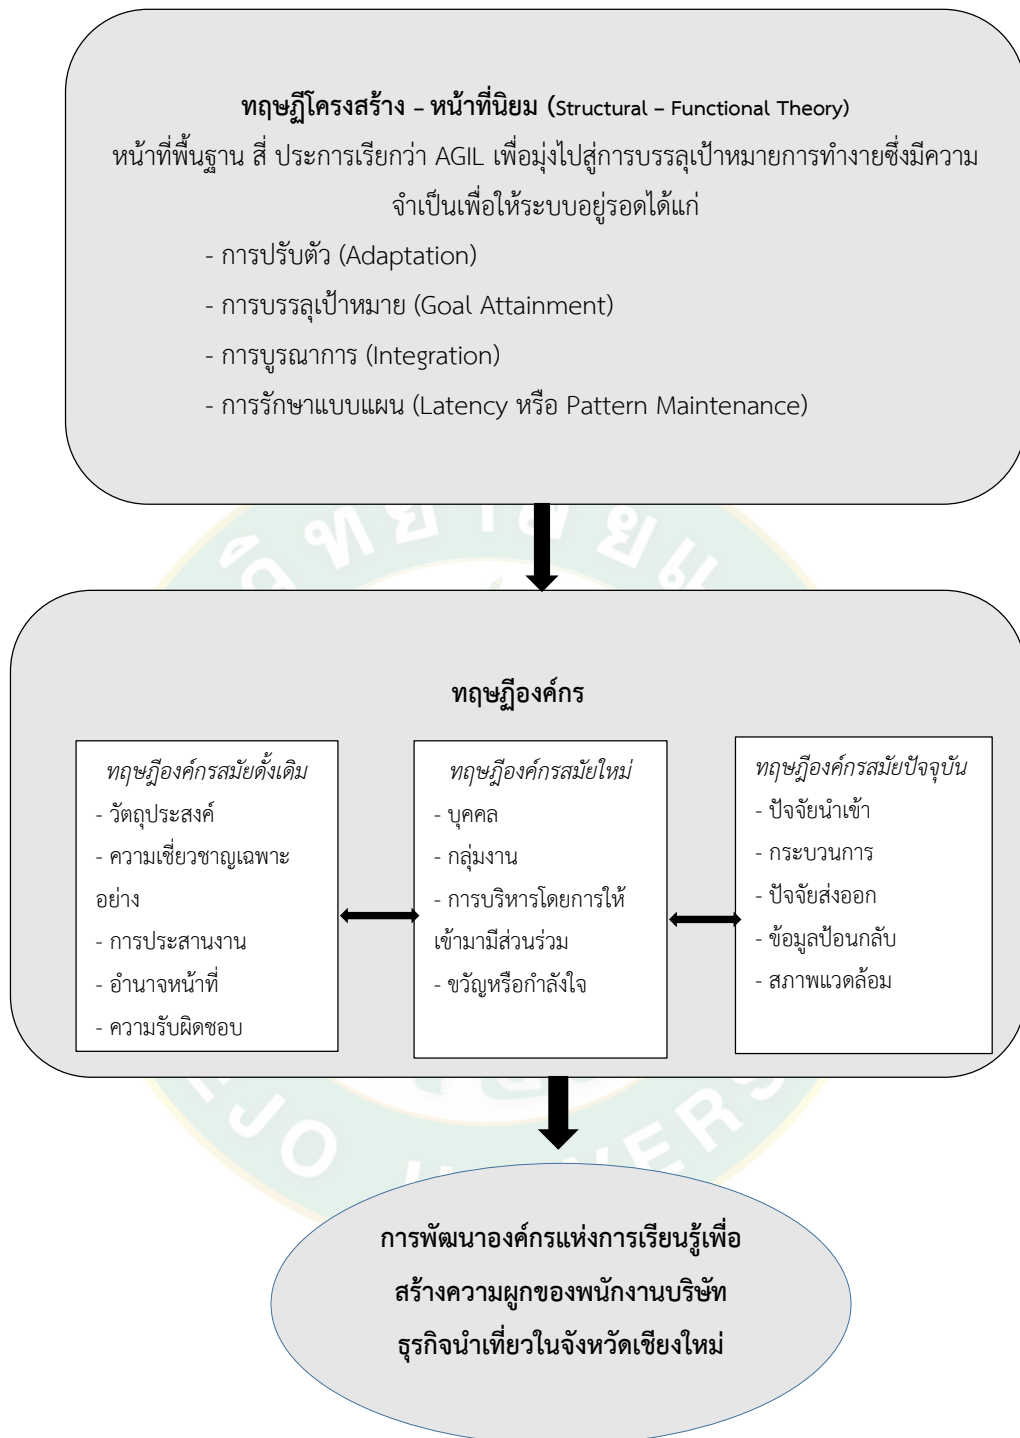 ทฤษฏีโครงสร้าง – หน้าที่นิยม (Structural – Functional Theory)
หน้าที่พื้นฐาน สี่ ประการเรียกว่า AGIL เพื่อมุ่งไปสู่การบรรลุเป้าหมายการทำงายซึ่งมีความ
จำเป็นเพื่อให้ระบบอยู่รอดได้แก่
- การปรับตัว (Adaptation)
- การบรรลุเป้าหมาย (Goal Attainment)
- การบูรณาการ (Integration)
- การรักษาแบบแผน (Latency หรือ Pattern Maintenance)
ทฤษฏีองค์กร
ทฤษฎีองค์กรสมัยดั้งเดิม
- วัตถุประสงค์
- ความเชี่ยวชาญเฉพาะ
อย่าง
- การประสานงาน
- อำนาจหน้าที่
- ความรับผิดชอบ
ทฤษฎีองค์กรสมัยใหม่
- บุคคล
- กลุ่มงาน
- การบริหารโดยการให้
เข้ามามีส่วนร่วม
- ขวัญหรือกำลังใจ
ทฤษฎีองค์กรสมัยปัจจุบัน
- ปัจจัยนำเข้า
- กระบวนการ
- ปัจจัยส่งออก
- ข้อมูลป้อนกลับ
- สภาพแวดล้อม
การพัฒนาองค์กรแห่งการเรียนรู้เพื่อ
สร้างความผูกของพนักงานบริษัท
ธุรกิจนำเที่ยวในจังหวัดเชียงใหม่